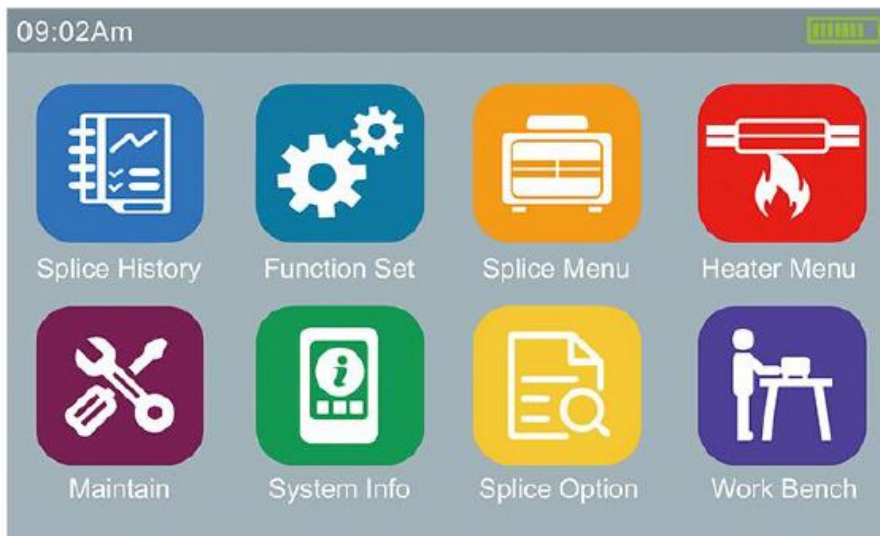 09:02Am
Splice History
Function Set
Splice Menu
Heater Menu
Maintain
System Info
Splice Option
Work Bench